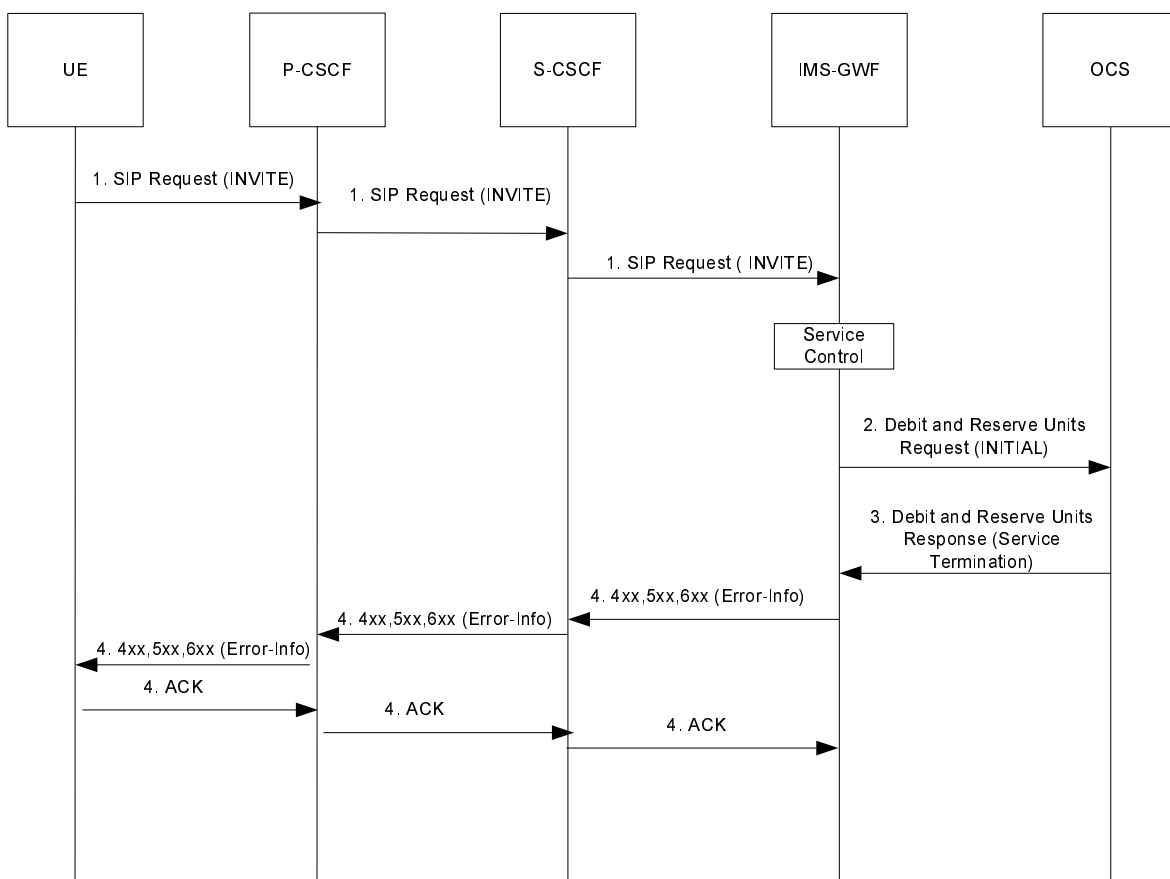 UE
P-CSCF
S-CSCF
IMS-GWF
OCS
1. SIP Request (INVITE)
1. SIP Request (INVITE)
1. SIP Request ( INVITE)
Service
Control
2. Debit and Reserve Units
Request (INITIAL)
3. Debit and Reserve Units
Response (Service
Termination)
4. 4xx,5xx,6xx (Error-Info)
4. 4xx,5xx,6xx (Error-Info)
4. 4xx,5xx,6xx (Error-Info)
4. ACK
4. ACK
4. ACK